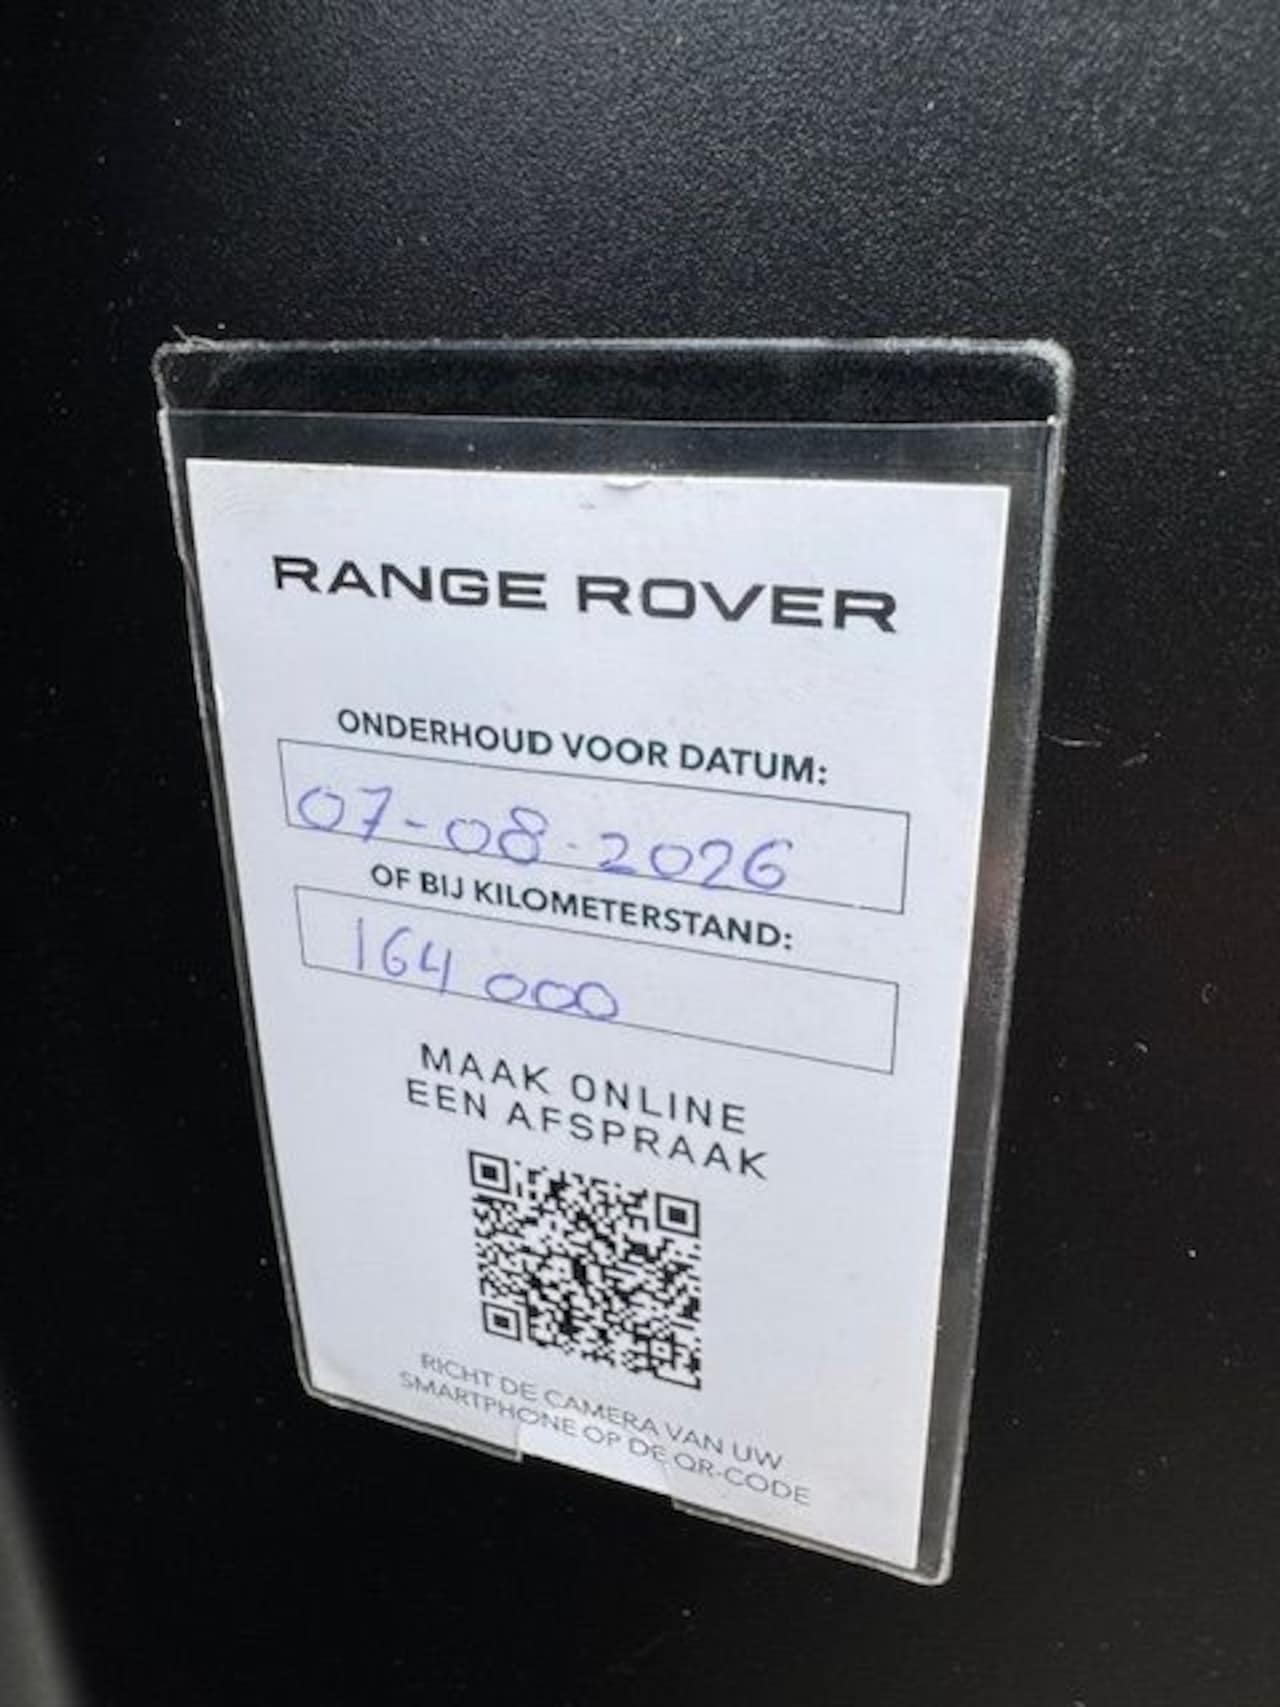 RANGE ROVER
ONDERHOUD VOOR DATUM:
07-08-2026
OF BIJ KILOMETERSTAND:
164 000
MAAK ONLINE
EEN AFSPRAAK
RICHT DE CAMERA VAN UW
SMARTPHONE OP DE QR-CODE